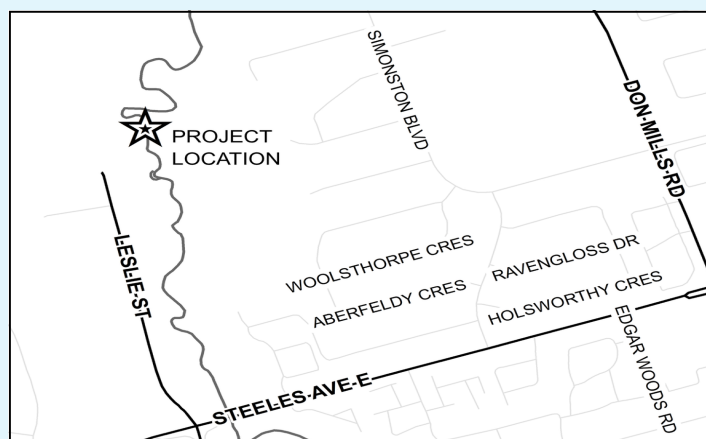 SIMONSTON BLVD
DON MILLS RD
PROJECT
LOCATION
LESLIE ST
WOOLSTHORPE CRES
RAVENGLOSS DR
ABERFELDY CRES
HOLSWORTHY CRES
EDGAR WOODS RD
STEELES AVE E